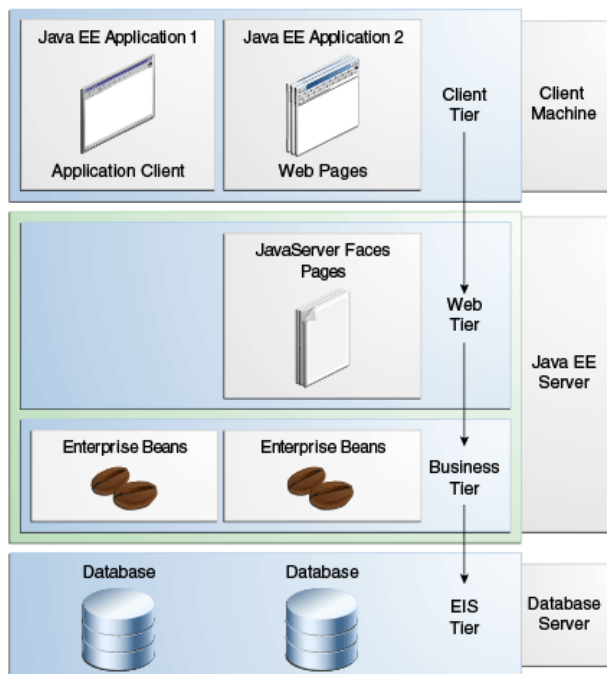 Java EE Application 1
Java EE Application 2
Application Client
Web Pages
Client
Tier
Client
Machine
JavaServer Faces
Pages
Web
Tier
Java EE
Server
Enterprise Beans
Enterprise Beans
Business
Tier
Database
Database
EIS
Tier
Database
Server